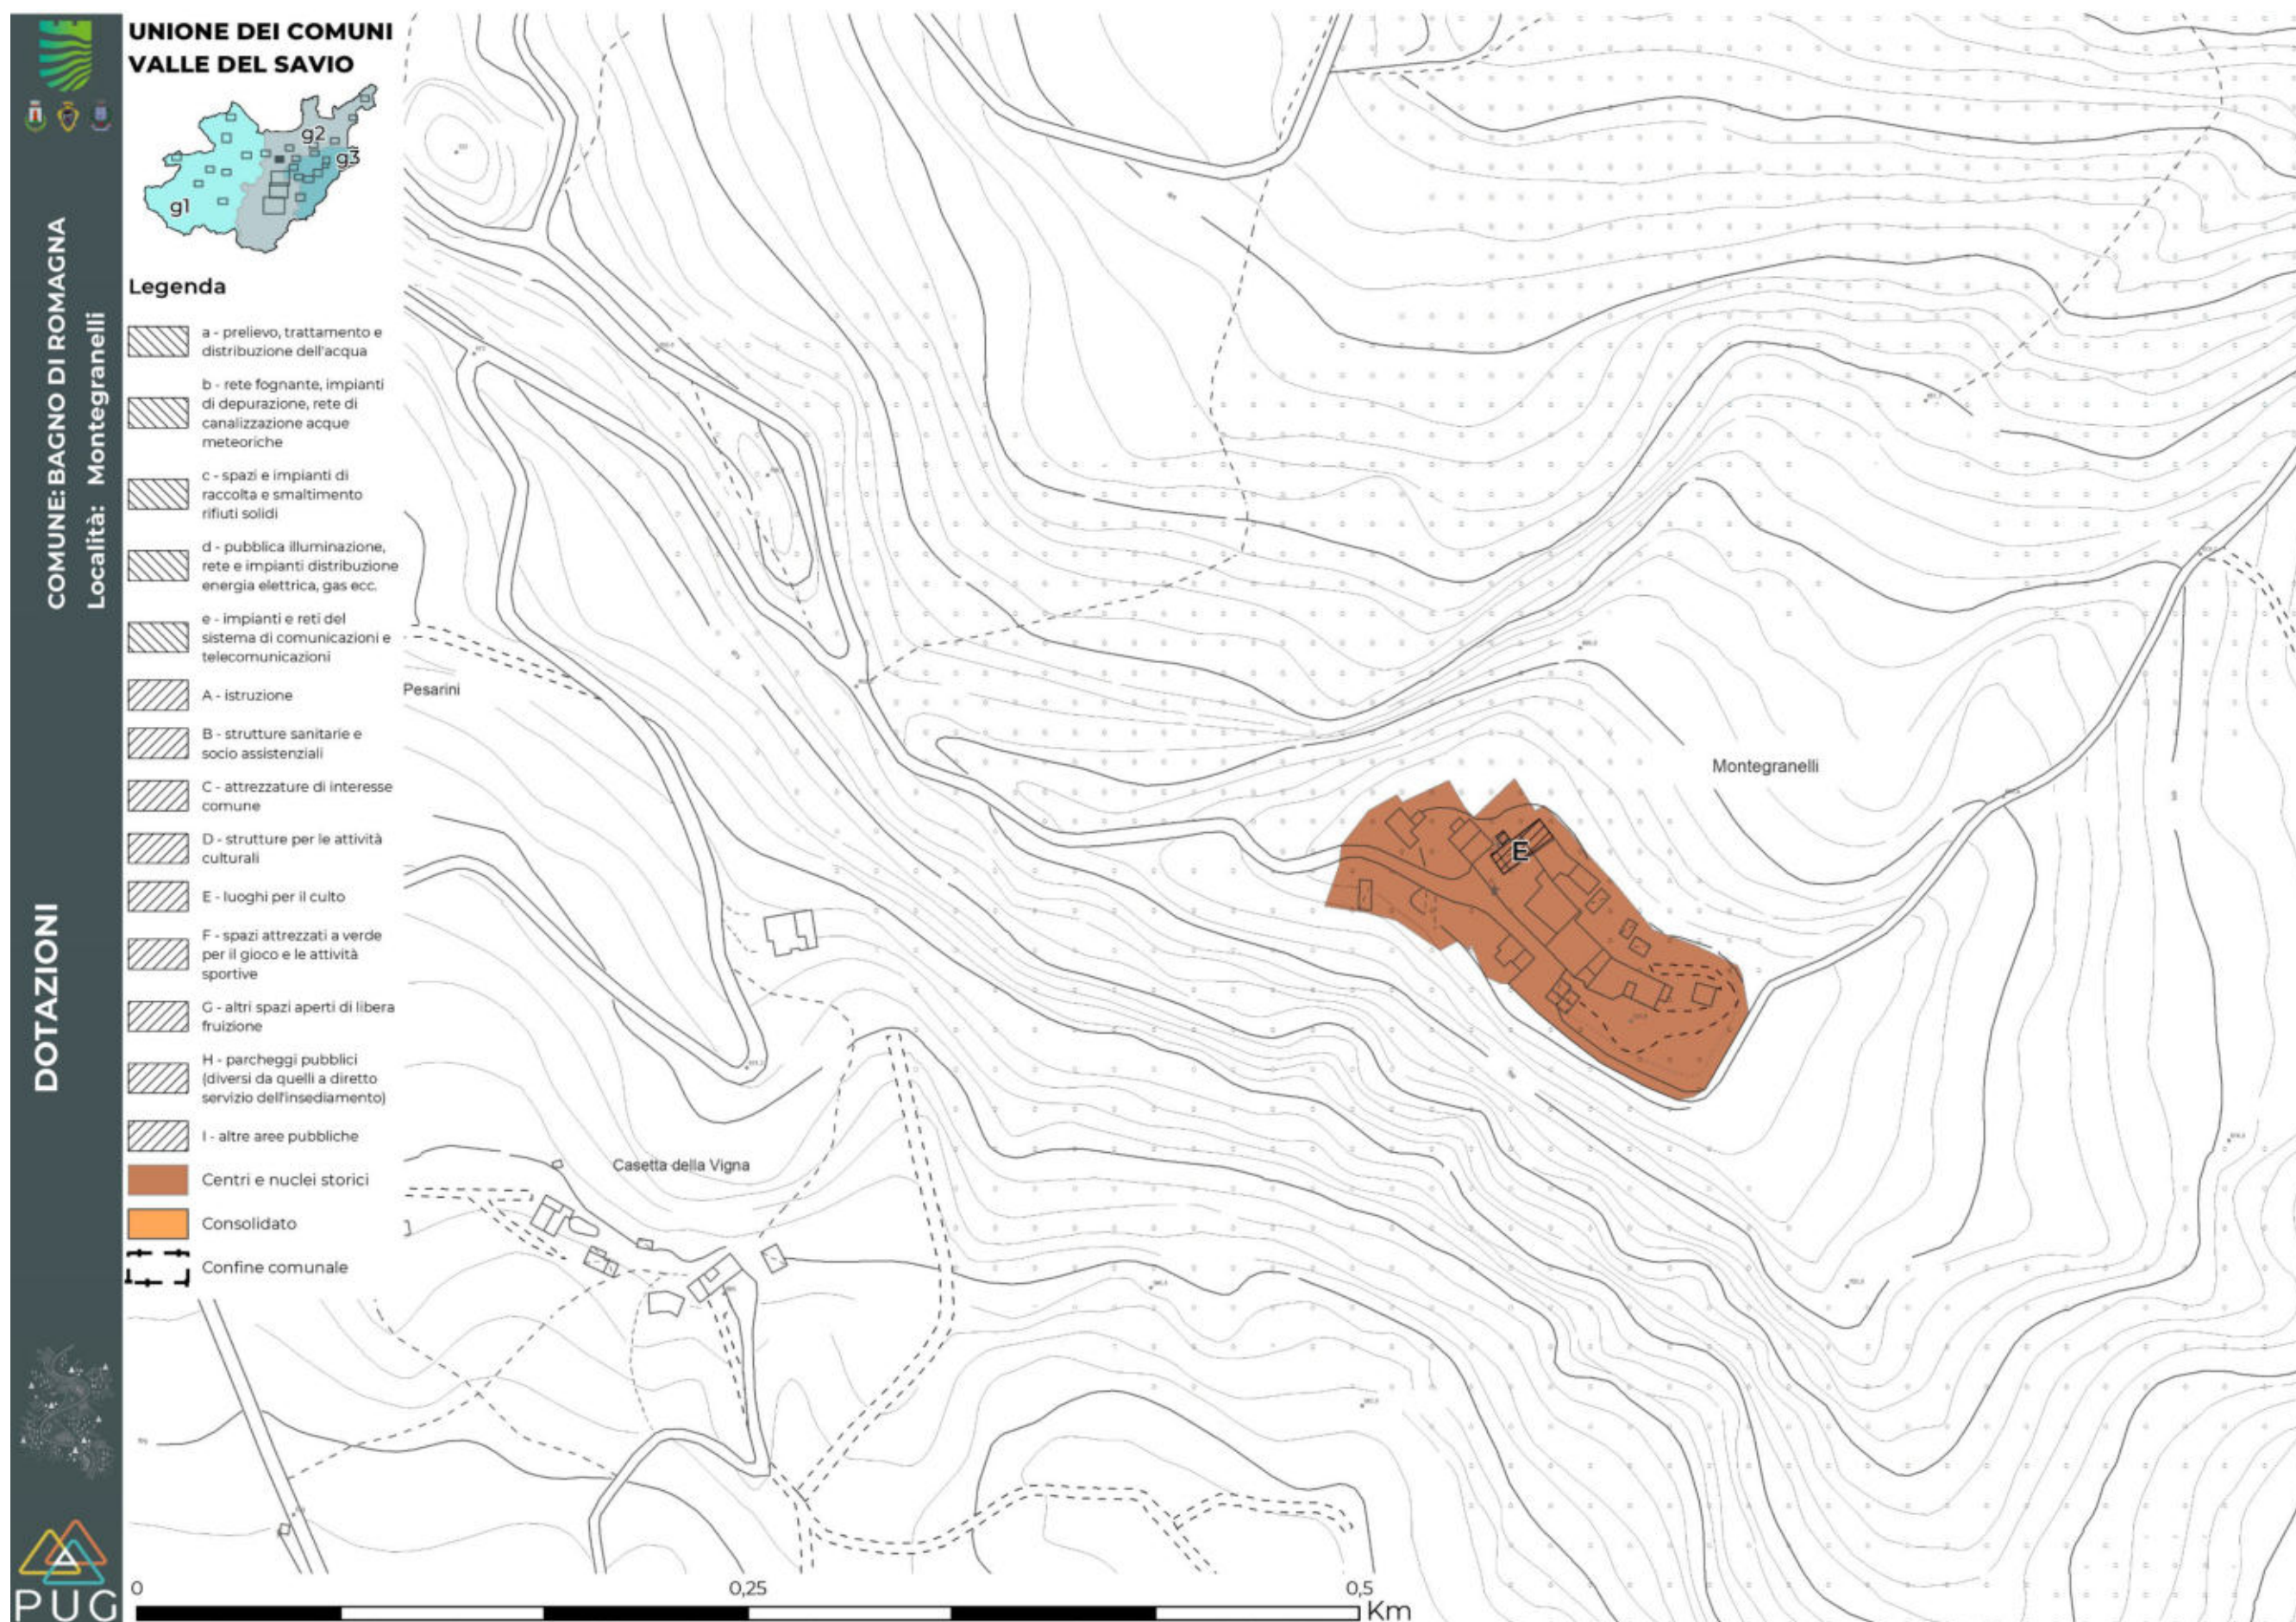 UNIONE DEI COMUNI
VALLE DEL SAVIO
g1
g2
g3
COMUNE: BAGNO DI ROMAGNA
Località: Montegranelli
DOTAZIONI
PUG
Legenda
a - prelievo, trattamento e
distribuzione dell'acqua
b - rete fognante, impianti
di depurazione, rete di
canalizzazione acque
meteoriche
c - spazi e impianti di
raccolta e smaltimento
rifiuti solidi
d - pubblica illuminazione,
rete e impianti distribuzione
energia elettrica, gas ecc.
e - impianti e reti del
sistema di comunicazioni e
telecomunicazioni
A - istruzione
B - strutture sanitarie e
socio assistenziali
C - attrezzature di interesse
comune
D - strutture per le attività
culturali
E - luoghi per il culto
F - spazi attrezzati a verde
per il gioco e le attività
sportive
G - altri spazi aperti di libera
fruizione
H - parcheggi pubblici
(diversi da quelli a diretto
servizio dell'insediamento)
I - altre aree pubbliche
Centri e nuclei storici
Consolidato
Confine comunale
Pesarini
Montegranelli
E
Casetta della Vigna
0
0,25
0,5
Km